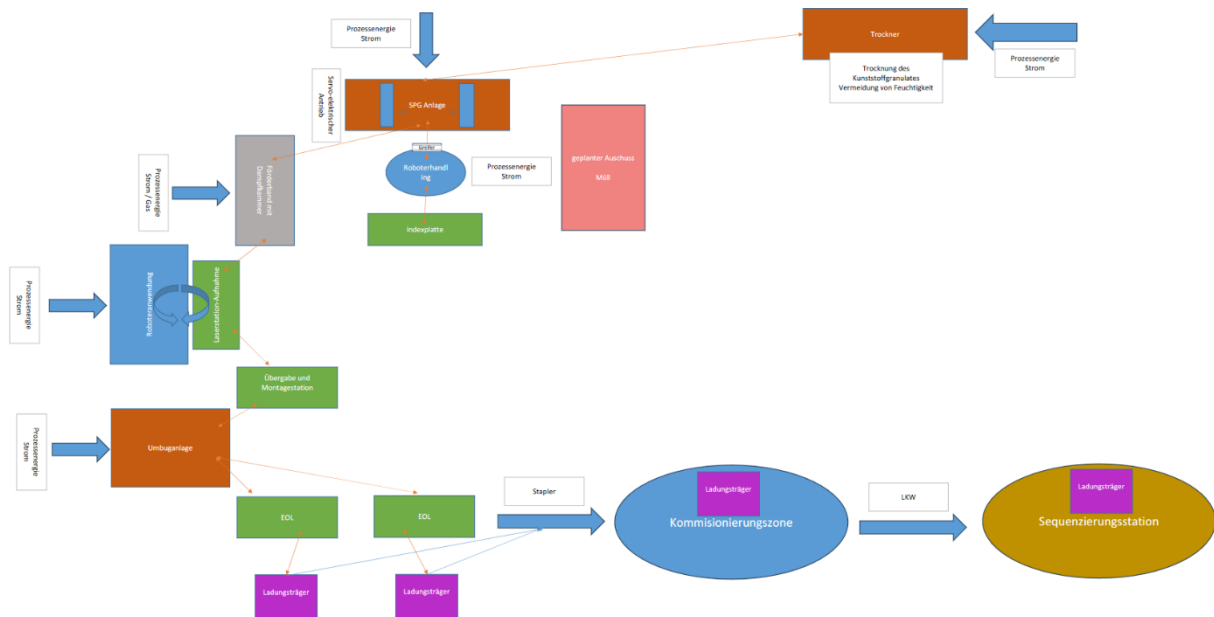 Prozessenergie
Strom
Trockner
Prozessenergie
Strom
Trocknung des
Kunststoffgranulates
Vermeidung von Feuchtigkeit
Servo-elektrischer
Antrieb
SPG Anlage
Greifer
Roboterhandl
ing
Prozessenergie
Strom
geplanter Auschuss
Müll
Indexplatte
Prozessenergie
Strom / Gas
Förderband mit
Dampfkammer
Prozessenergie
Strom
Roboteranwendung
Laserstation-Aufnahme
Übergabe und
Montagestation
Prozessenergie
Strom
Umbuganlage
EOL
EOL
Stapler
Ladungsträger
Kommisionierungszone
LKW
Ladungsträger
Sequenzierungsstation
Ladungsträger
Ladungsträger